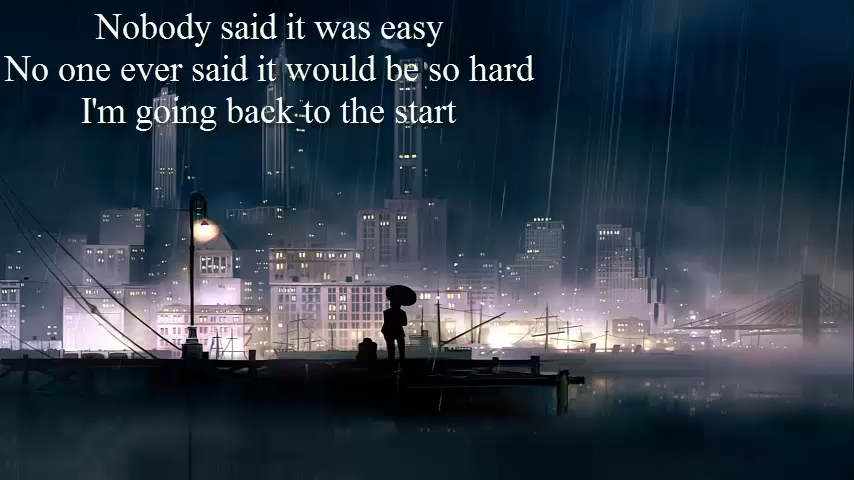 Nobody said it was easy
No one ever said it would be so hard
I'm going back to the start